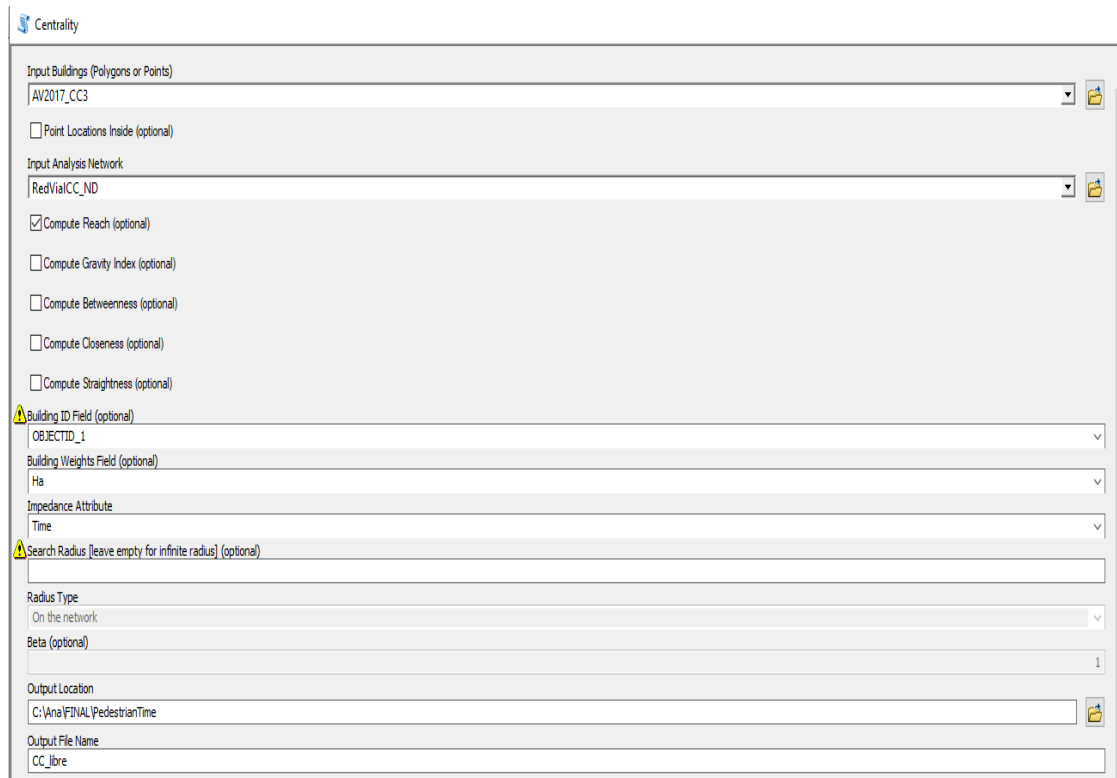 Centrality
Input Buildings (Polygons or Points)
AV2017_CC3
Point Locations Inside (optional)
Input Analysis Network
RedVialCC_ND
Compute Reach (optional)
Compute Gravity Index (optional)
Compute Betweenness (optional)
Compute Closeness (optional)
Compute Straightness (optional)
Building ID Field (optional)
OBJECTID_1
Building Weights Field (optional)
Ha
Impedance Attribute
Time
Search Radius [leave empty for infinite radius] (optional)
Radius Type
On the network
Beta (optional)
1
Output Location
C:\Ana\FINAL\PedestrianTime
Output File Name
CC_libre